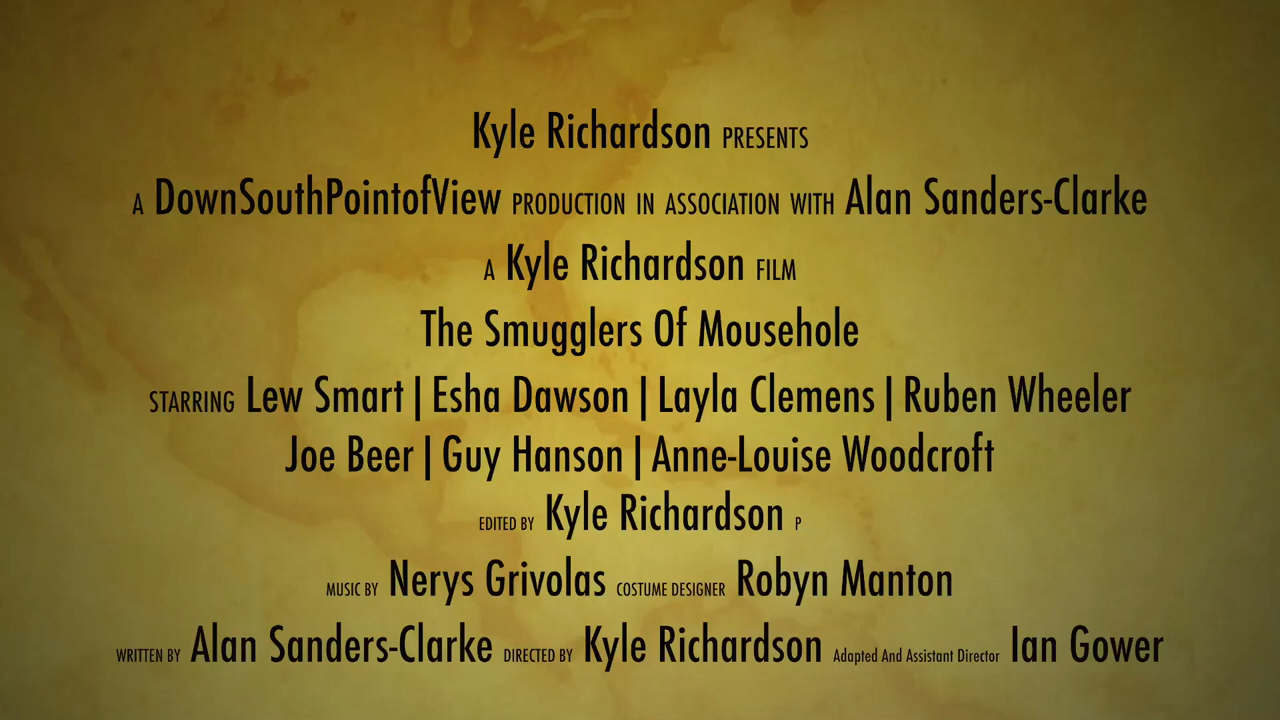 Kyle Richardson PRESENTS
A DownSouthPointofView PRODUCTION IN ASSOCIATION WITH Alan Sanders-Clarke
A Kyle Richardson FILM
The Smugglers Of Mousehole
STARRING Lew Smart | Esha Dawson | Layla Clemens | Ruben Wheeler
Joe Beer | Guy Hanson | Anne-Louise Woodcroft
EDITED BY Kyle Richardson P
MUSIC BY Nerys Grivolas COSTUME DESIGNER Robyn Manton
WRITTEN BY Alan Sanders-Clarke DIRECTED BY Kyle Richardson Adapted And Assistant Director Ian Gower